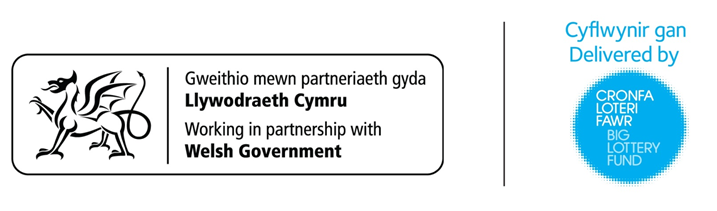 Gweithio mewn partneriaeth gyda
Llywodraeth Cymru
Working in partnership with
Welsh Government
Cyflwynir gan
Delivered by
CRONFA
LOTERI
FAWR
BIG
LOTTERY
FUND